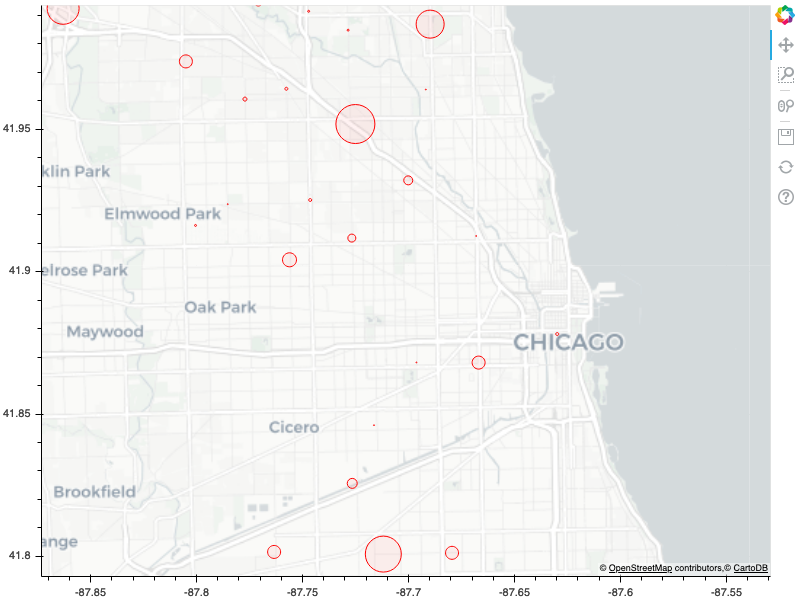 41.95
klin Park
Elmwood Park
41.9
elrose Park
Oak Park
Maywood
CHICAGO
41.85
Cicero
Brookfield
ange
41.8
© OpenStreetMap contributors,© CartoDB
-87.85
-87.8
-87.75
-87.7
-87.65
-87.6
-87.55